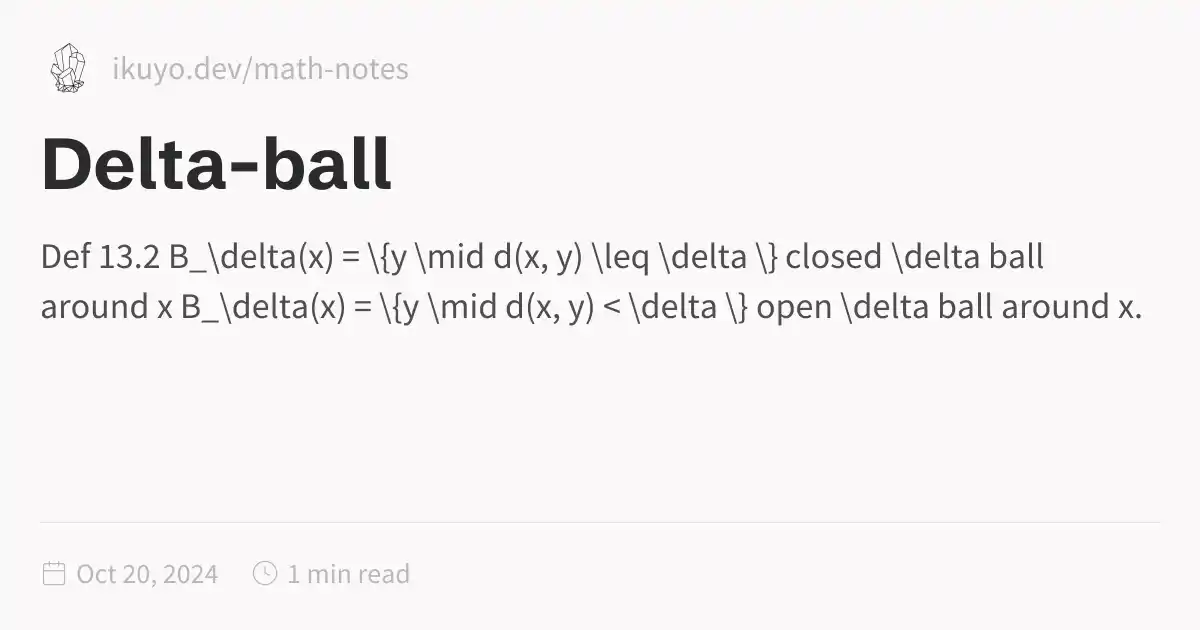 ikuyo.dev/math-notes
Delta-ball
Def 13.2 B_\delta(x) = \{y \mid d(x, y) \leq \delta \} closed \delta ball
around x B_\delta(x) = \{y \mid d(x, y) < \delta \} open \delta ball around x.
Oct 20, 2024 1 min read